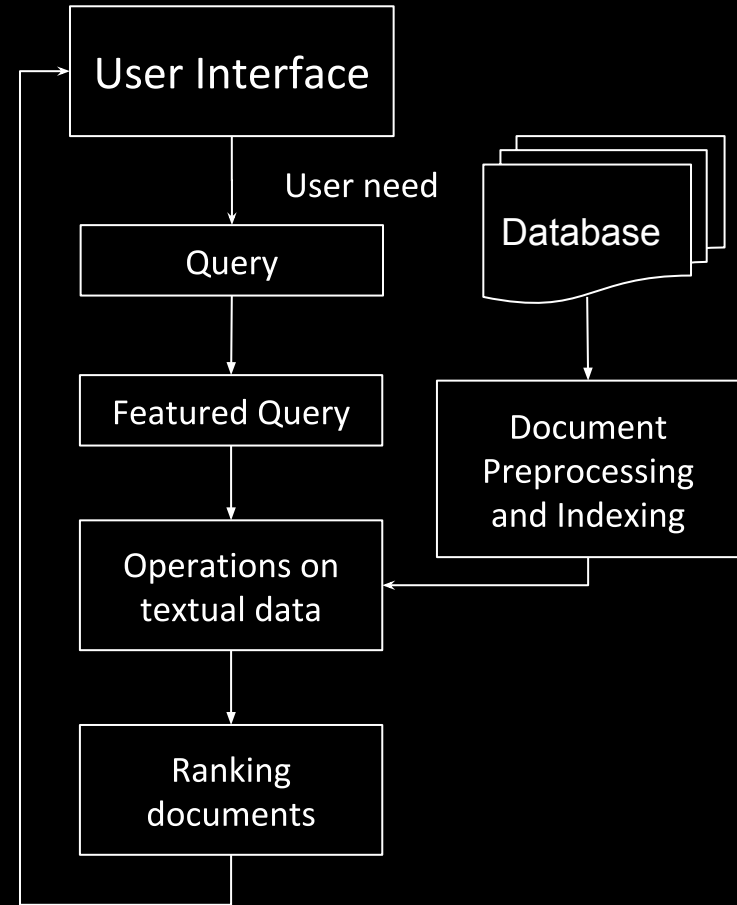 User Interface
User need
Database
Query
Featured Query
Document
Preprocessing
and Indexing
Operations on
textual data
Ranking
documents